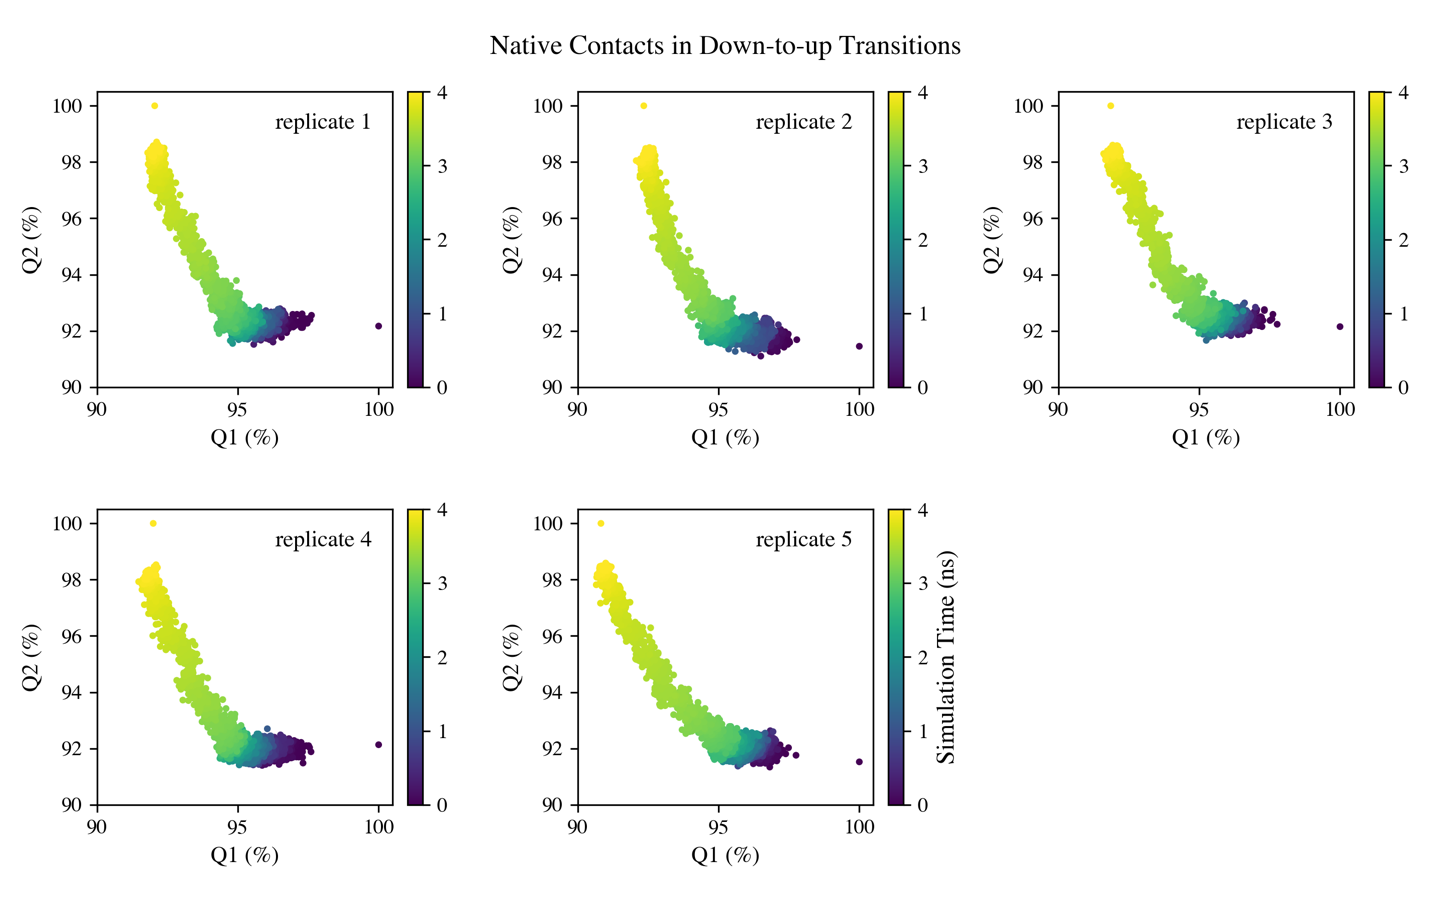 Native Contacts in Down-to-up Transitions
replicate 1
Q2 (%)
100
98
96
94
92
90
90 95 100
Q1 (%)
4
3
2
1
0
replicate 2
Q2 (%)
100
98
96
94
92
90
90 95 100
Q1 (%)
4
3
2
1
0
replicate 3
Q2 (%)
100
98
96
94
92
90
90 95 100
Q1 (%)
4
3
2
1
0
replicate 4
Q2 (%)
100
98
96
94
92
90
90 95 100
Q1 (%)
4
3
2
1
0
replicate 5
Q2 (%)
100
98
96
94
92
90
90 95 100
Q1 (%)
4
3
2
1
0
Simulation Time (ns)